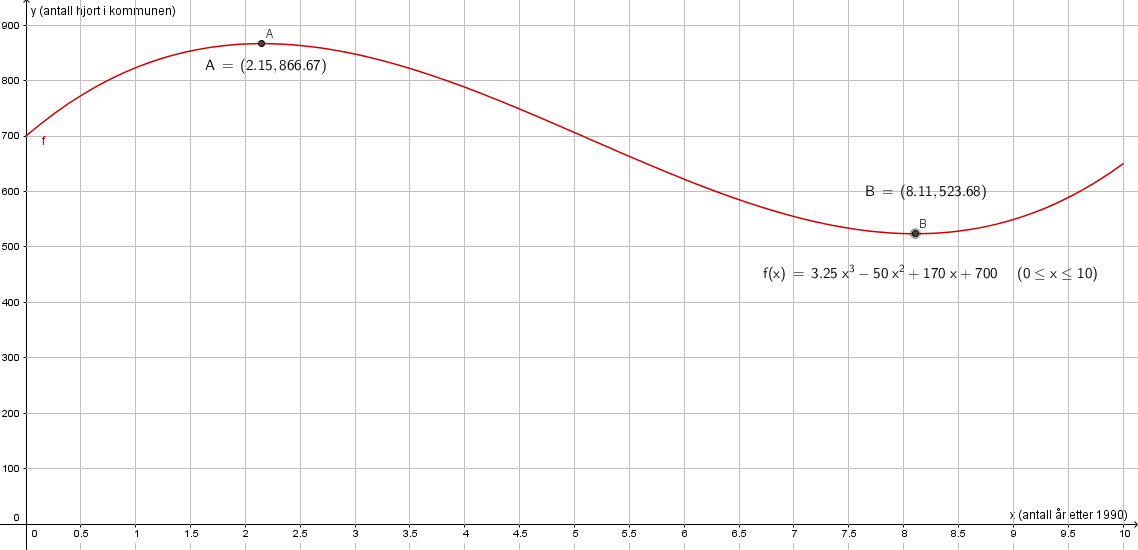 y (antall hjort i kommunen)
900
A
A = (2.15, 866.67)
800
700
f
600
B = (8.11, 523.68)
B
500
f(x) = 3.25 x³ − 50 x² + 170 x + 700 (0 ≤ x ≤ 10)
400
300
200
100
0
x (antall år etter 1990)
0 0.5 1 1.5 2 2.5 3 3.5 4 4.5 5 5.5 6 6.5 7 7.5 8 8.5 9 9.5 10